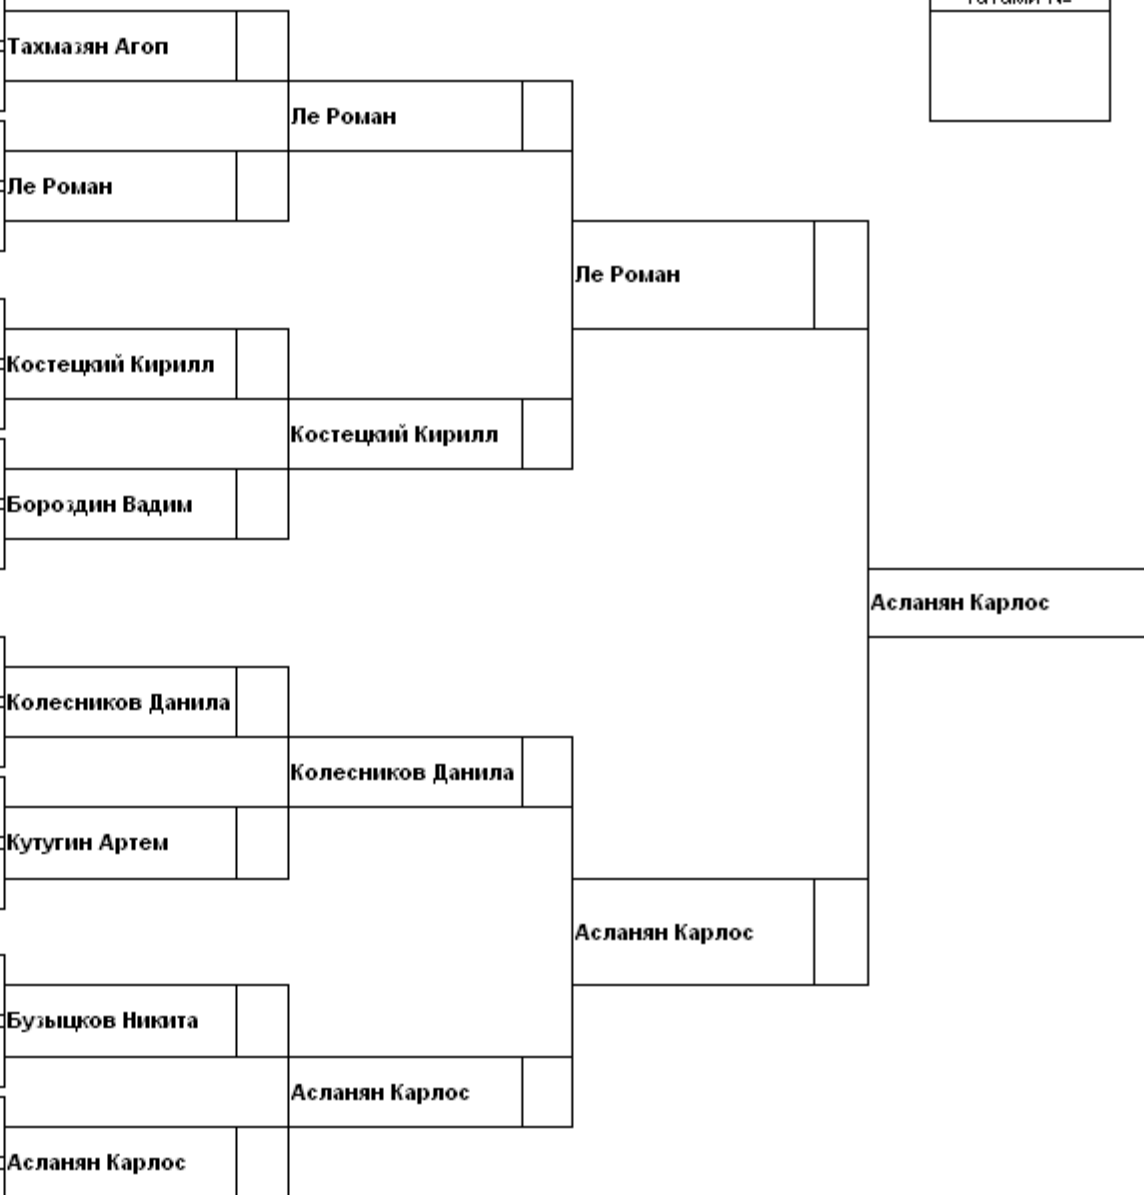 Тахмазян Агоп
Ле Роман
Ле Роман
Ле Роман
Костецкий Кирилл
Костецкий Кирилл
Бороздин Вадим
Асланян Карлос
Колесников Данила
Колесников Данила
Кутугин Артем
Асланян Карлос
Бузыцков Никита
Асланян Карлос
Асланян Карлос